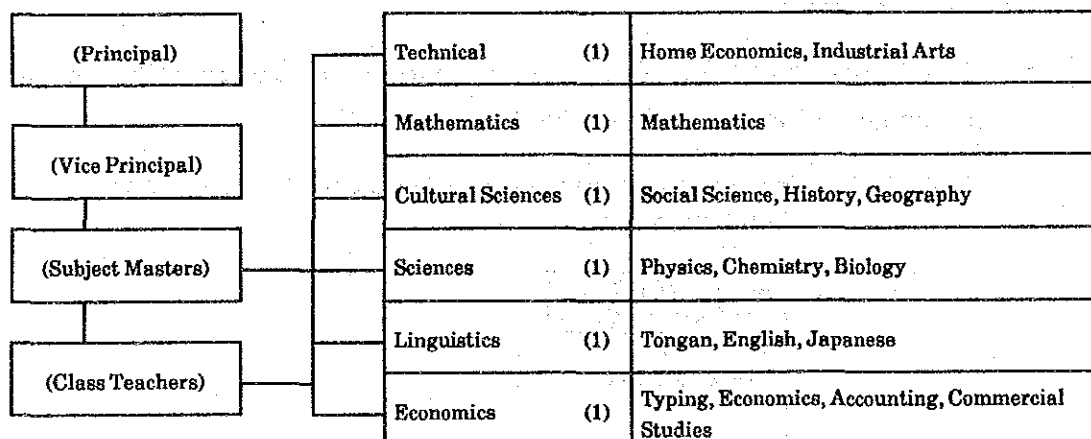 (Principal)
(Vice Principal)
(Subject Masters)
(Class Teachers)
Technical (1) Home Economics, Industrial Arts
Mathematics (1) Mathematics
Cultural Sciences (1) Social Science, History, Geography
Sciences (1) Physics, Chemistry, Biology
Linguistics (1) Tongan, English, Japanese
Economics (1) Typing, Economics, Accounting, Commercial
Studies